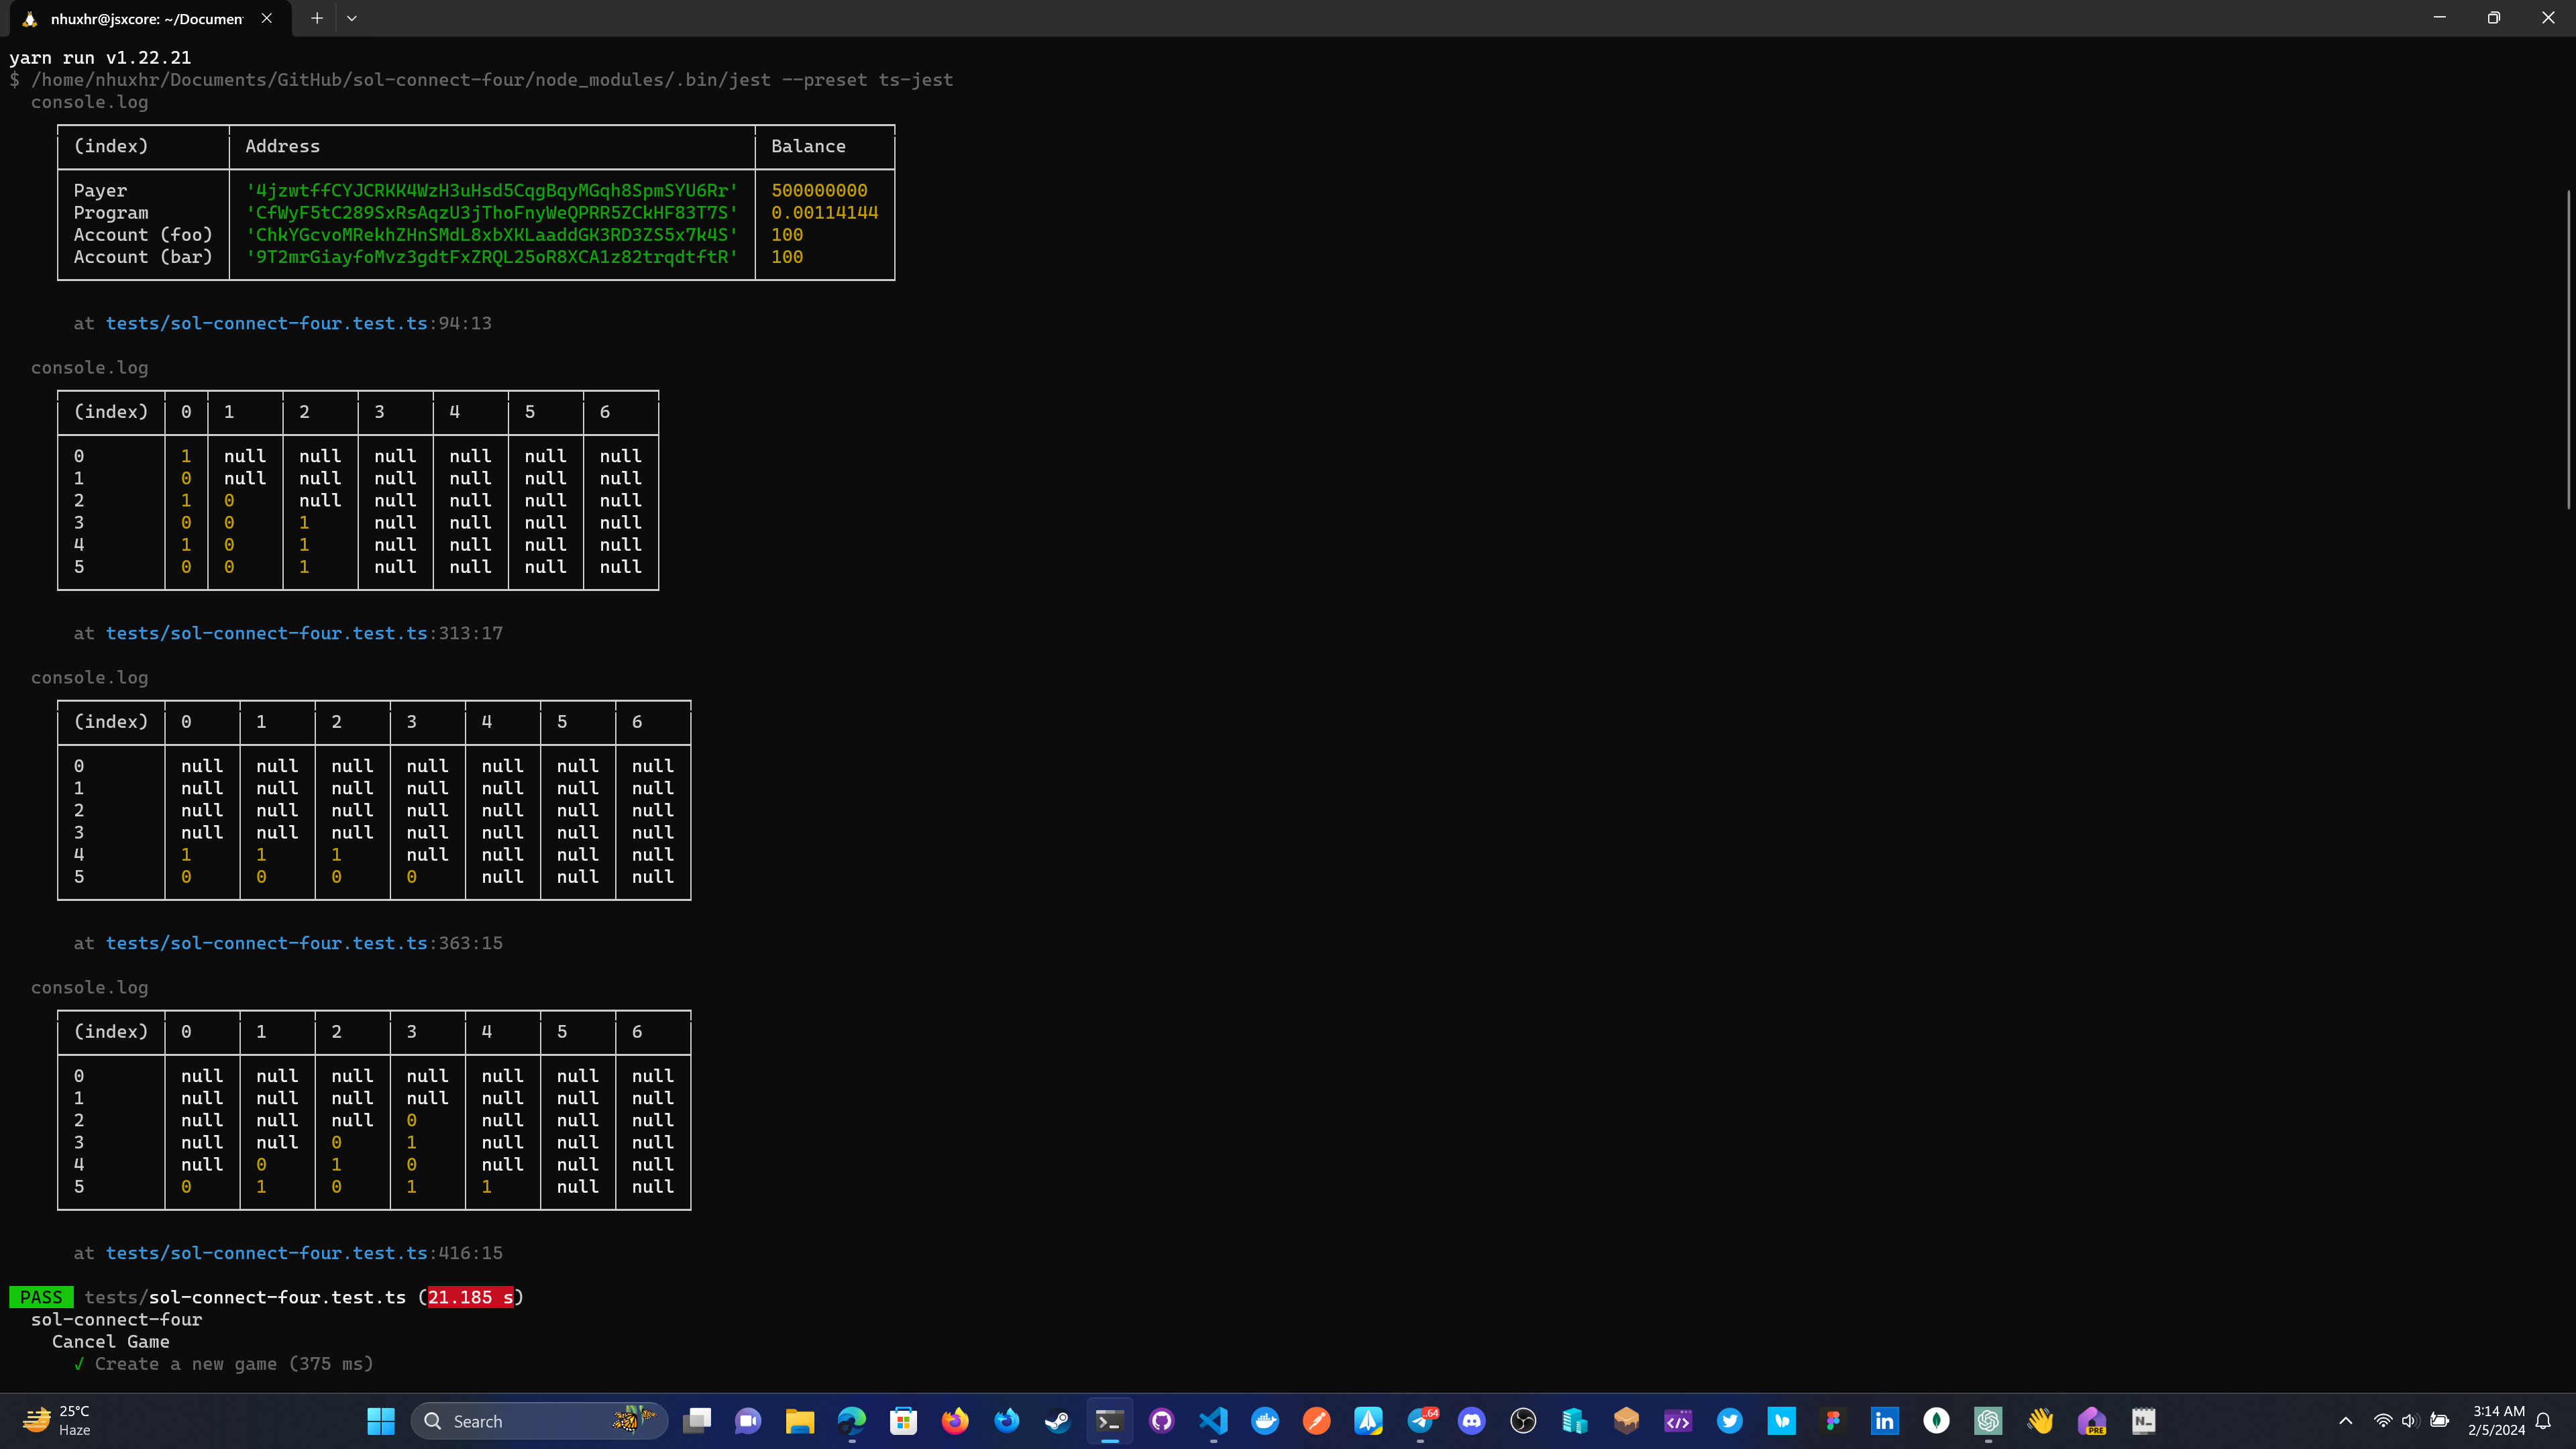 nhuxhr@jsxcore: ~/Documen
yarn run v1.22.21
$ /home/nhuxhr/Documents/GitHub/sol-connect-four/node_modules/.bin/jest --preset ts-jest
console.log
(index) Address Balance
Payer '4jzwtffCYJCRKK4WzH3uHsd5CqgBqyMGqh8SpmSYU6Rr' 500000000
Program 'CfWyF5tC289SxRsAqzU3jThoFnyWeQPRR5ZCkHF83T7S' 0.00114144
Account (foo) 'ChkYGcvoMRekhZHnSMdL8xbXKLaaddGK3RD3ZS5x7k4S' 100
Account (bar) '9T2mrGiayfoMvz3gdtFxZRQL25oR8XCA1z82trqdtftR' 100
at tests/sol-connect-four.test.ts:94:13
console.log
(index) 0 1 2 3 4 5 6
0 1 null null null null null null
1 0 null null null null null null
2 1 0 null null null null null
3 0 0 1 null null null null
4 1 0 1 null null null null
5 0 0 1 null null null null
at tests/sol-connect-four.test.ts:313:17
console.log
(index) 0 1 2 3 4 5 6
0 null null null null null null null
1 null null null null null null null
2 null null null null null null null
3 null null null null null null null
4 1 1 1 null null null null
5 0 0 0 0 null null null
at tests/sol-connect-four.test.ts:363:15
console.log
(index) 0 1 2 3 4 5 6
0 null null null null null null null
1 null null null null null null null
2 null null null 0 null null null
3 null null 0 1 null null null
4 null 0 1 0 null null null
5 0 1 0 1 1 null null
at tests/sol-connect-four.test.ts:416:15
PASS tests/sol-connect-four.test.ts (21.185 s)
sol-connect-four
Cancel Game
√ Create a new game (375 ms)
25°C
Haze
Search
64
PRE
3:14 AM
2/5/2024